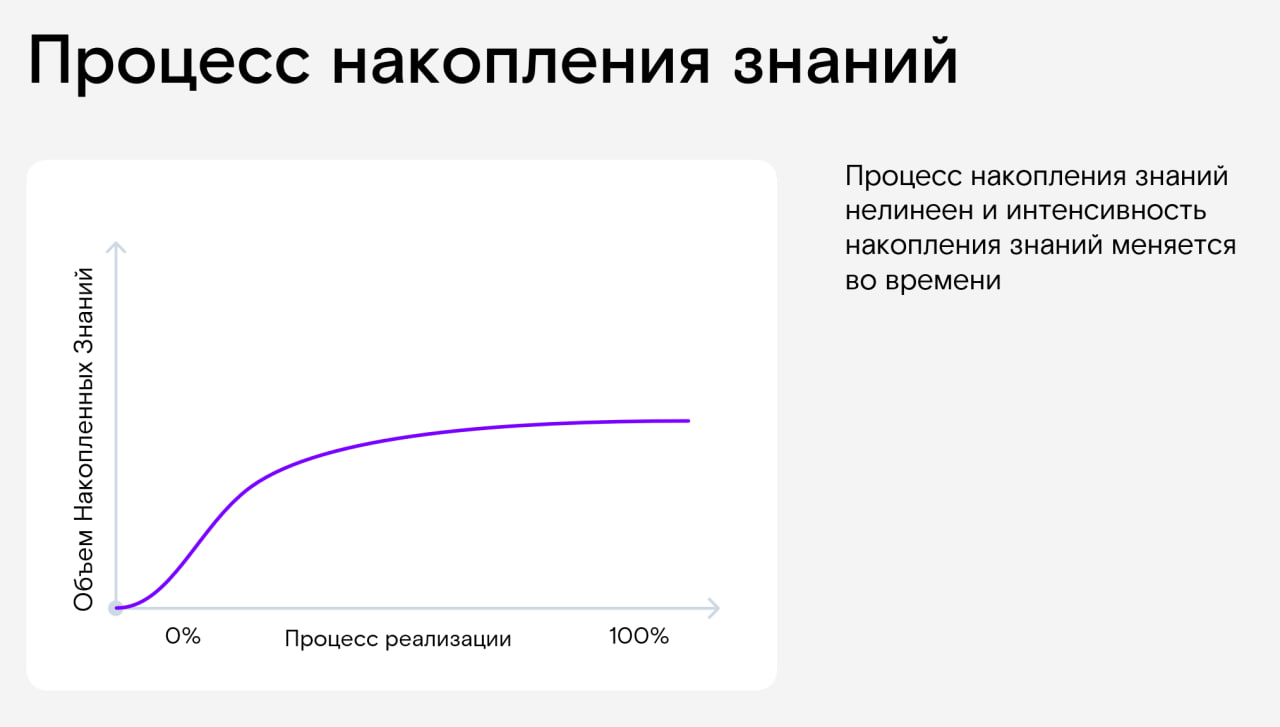 Процесс накопления знаний
Процесс накопления знаний
нелинеен и интенсивность
накопления знаний меняется
во времени
Объем Накопленных Знаний
0%
Процесс реализации
100%